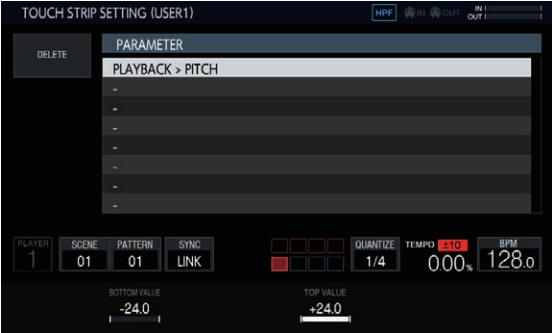 TOUCH STRIP SETTING (USER1)
HPF IN OUT IN OUT
DELETE
PARAMETER
PLAYBACK > PITCH
-
-
-
-
-
-
-
PLAYER 1
SCENE 01
PATTERN 01
SYNC LINK
QUANTIZE 1/4
TEMPO ±10 0.00%
BPM 128.0
BOTTOM VALUE
-24.0
TOP VALUE
+24.0